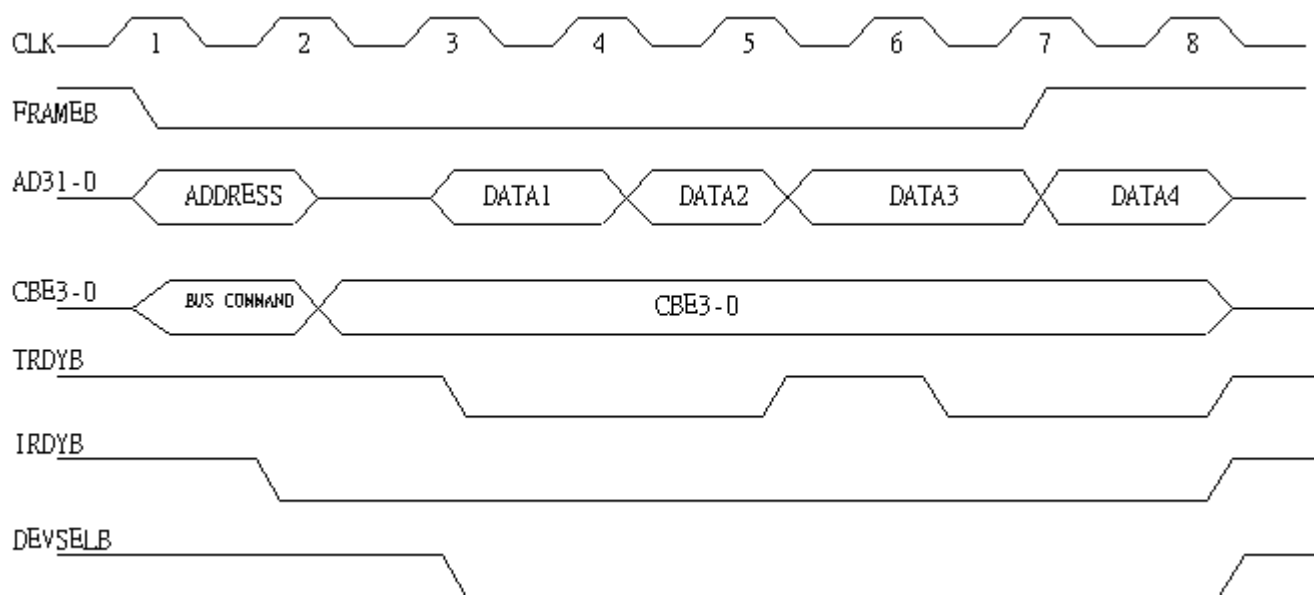 CLK 1 2 3 4 5 6 7 8
FRAMEB
AD31-0 ADDRESS DATA1 DATA2 DATA3 DATA4
CBE3-0 BUS COMMAND CBE3-0
TRDYB
IRDYB
DEVSELB